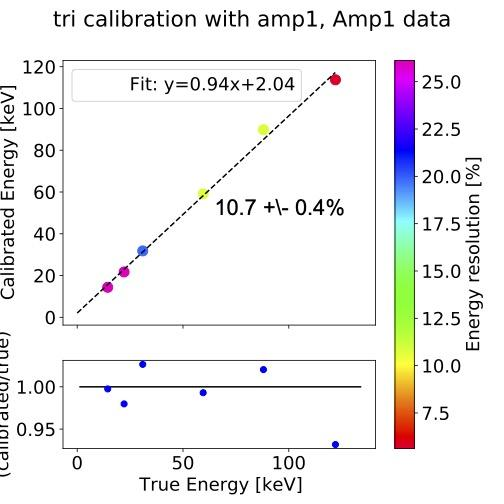 tri calibration with amp1, Amp1 data
Calibrated Energy [keV]
120
100
80
60
40
20
0
Fit: y=0.94x+2.04
10.7 +\- 0.4%
25.0
22.5
20.0
17.5
15.0
12.5
10.0
7.5
Energy resolution [%]
(calibrated/true)
1.00
0.95
0
50
100
True Energy [keV]